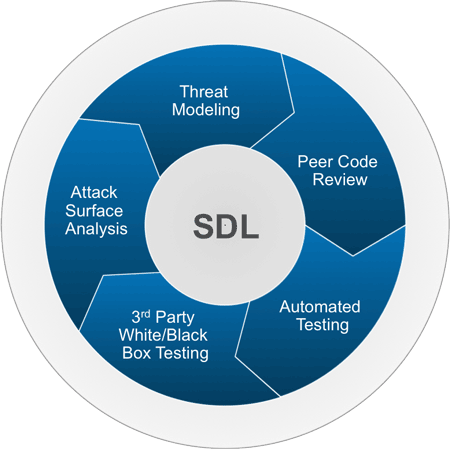 Threat
Modeling
Peer Code
Review
Automated
Testing
3rd Party
White/Black
Box Testing
Attack
Surface
Analysis
SDL